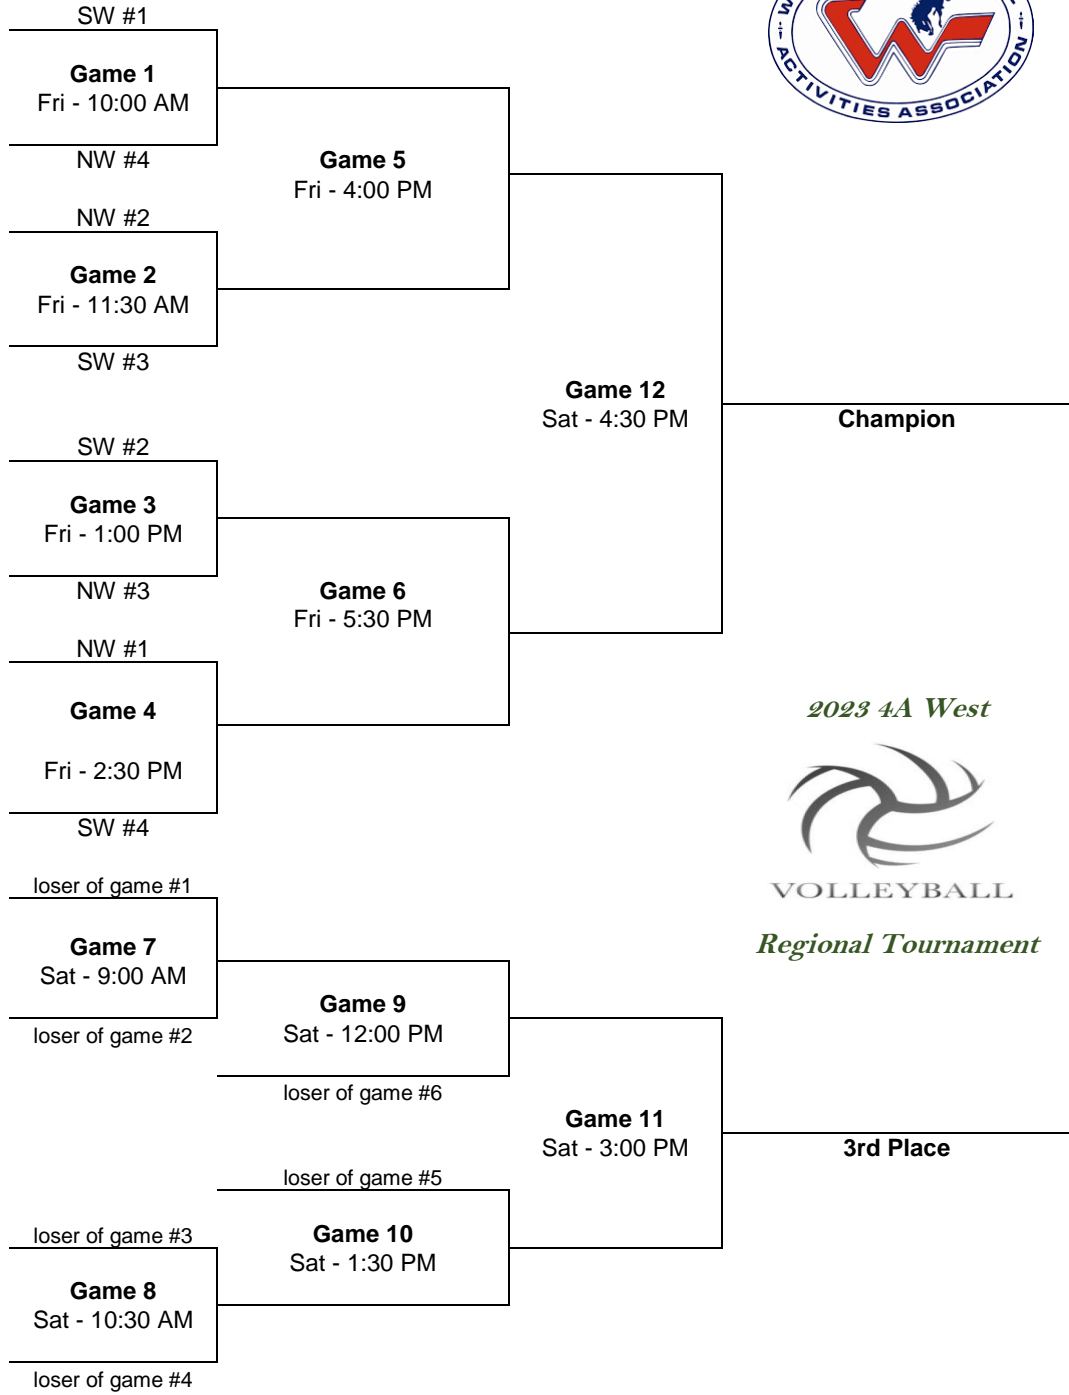 SW #1
Game 1
Fri - 10:00 AM
NW #4
NW #2
Game 2
Fri - 11:30 AM
SW #3
Game 5
Fri - 4:00 PM
SW #2
Game 3
Fri - 1:00 PM
NW #3
NW #1
Game 4
Fri - 2:30 PM
SW #4
Game 6
Fri - 5:30 PM
Game 12
Sat - 4:30 PM
Champion
ACTIVITIES ASSOCIATION
2023 4A West
VOLLEYBALL
Regional Tournament
loser of game #1
Game 7
Sat - 9:00 AM
loser of game #2
Game 9
Sat - 12:00 PM
loser of game #6
loser of game #5
Game 10
Sat - 1:30 PM
loser of game #3
Game 8
Sat - 10:30 AM
loser of game #4
Game 11
Sat - 3:00 PM
3rd Place